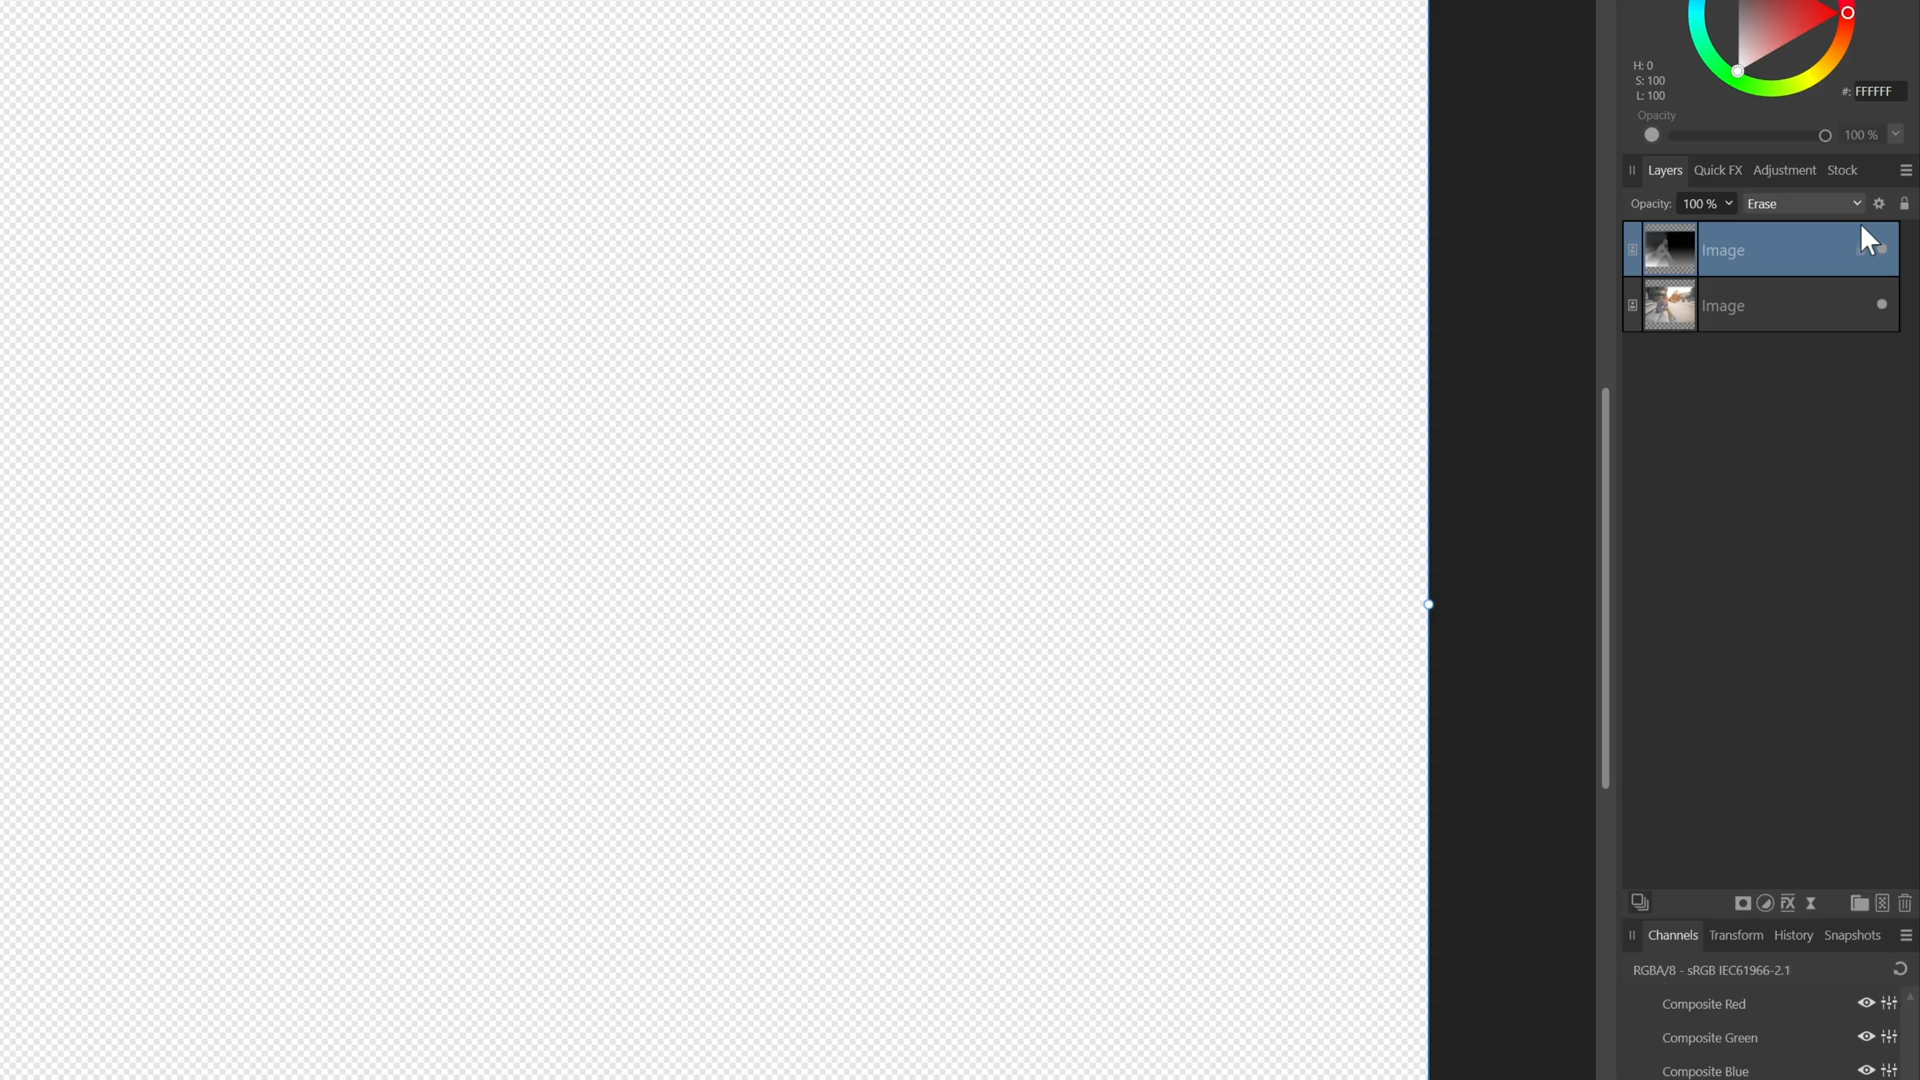 H: 0
S: 100
L: 100
#: FFFFFF
Opacity
100 %
Layers Quick FX Adjustment Stock
Opacity: 100 % Erase
Image
Image
Channels Transform History Snapshots
RGBA/8 - sRGB IEC61966-2.1
Composite Red
Composite Green
Composite Blue